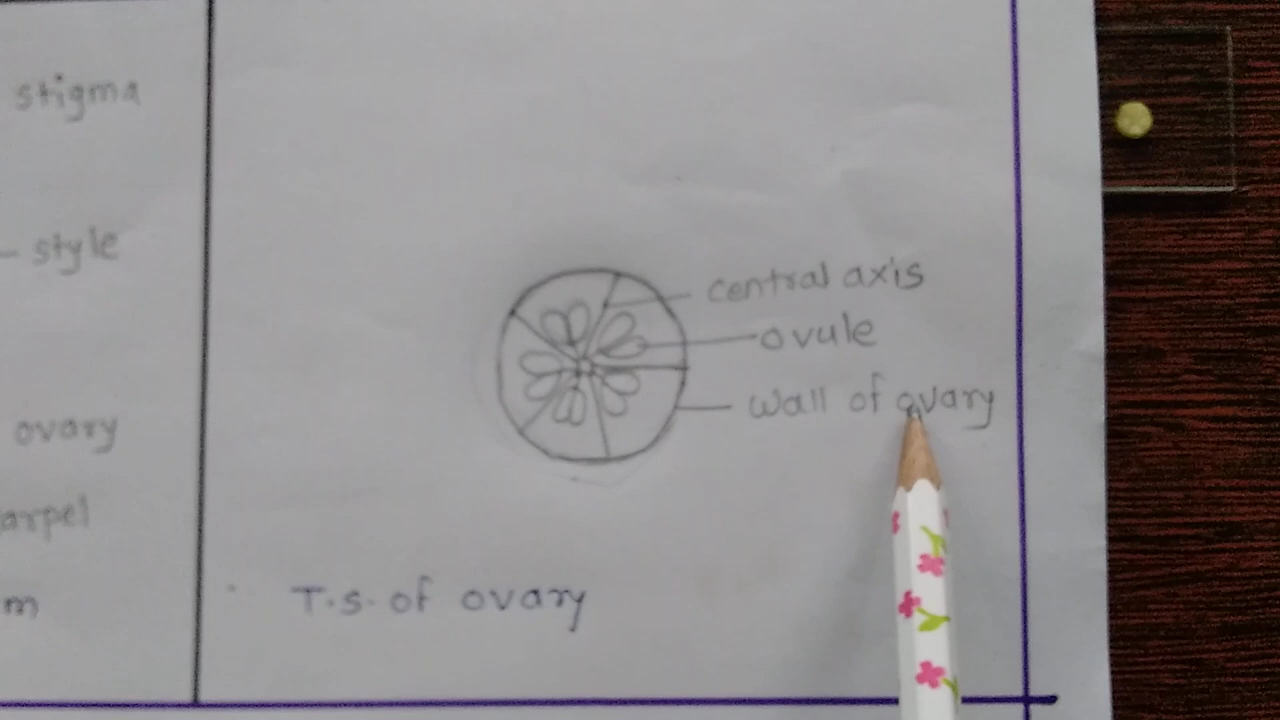 stigma
style
ovary
arpel
m
central axis
ovule
wall of ovary
T.S. of ovary